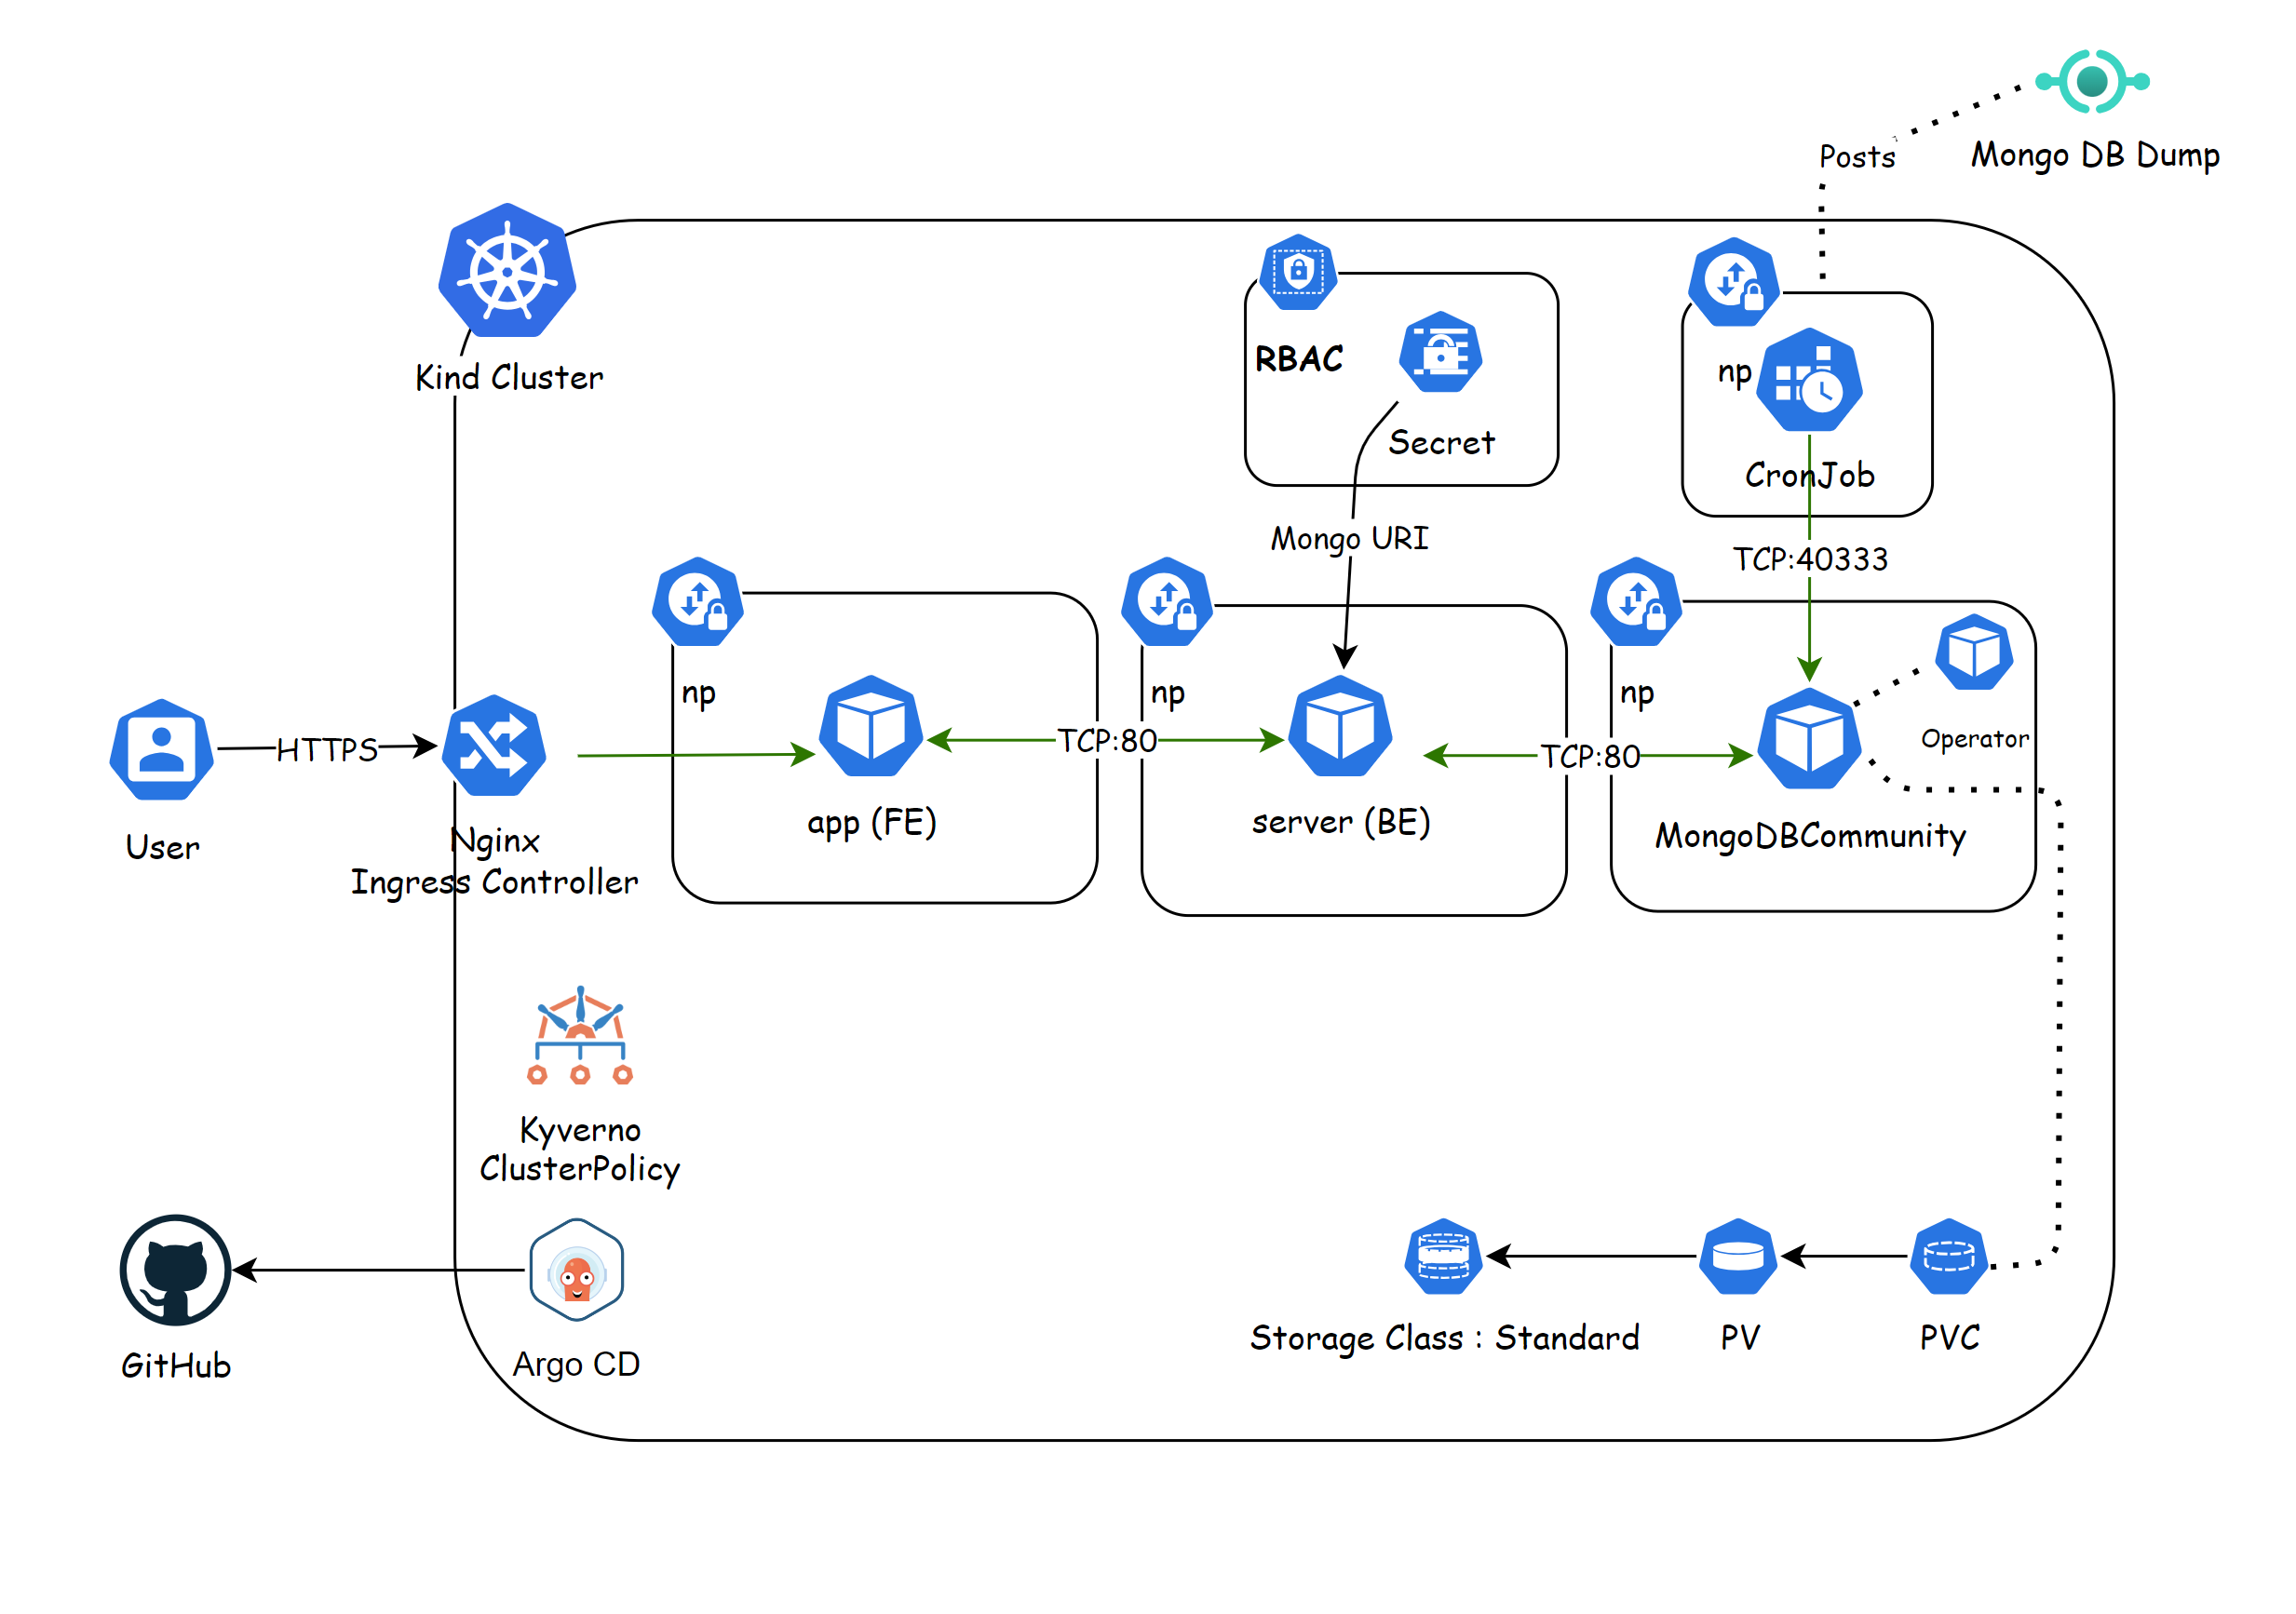 Posts
Mongo DB Dump
Kind Cluster
RBAC
Secret
np
CronJob
Mongo URI
TCP:40333
np
np
np
HTTPS
TCP:80
TCP:80
Operator
User
Nginx
Ingress Controller
app (FE)
server (BE)
MongoDBCommunity
Kyverno
ClusterPolicy
GitHub
Argo CD
Storage Class : Standard
PV
PVC